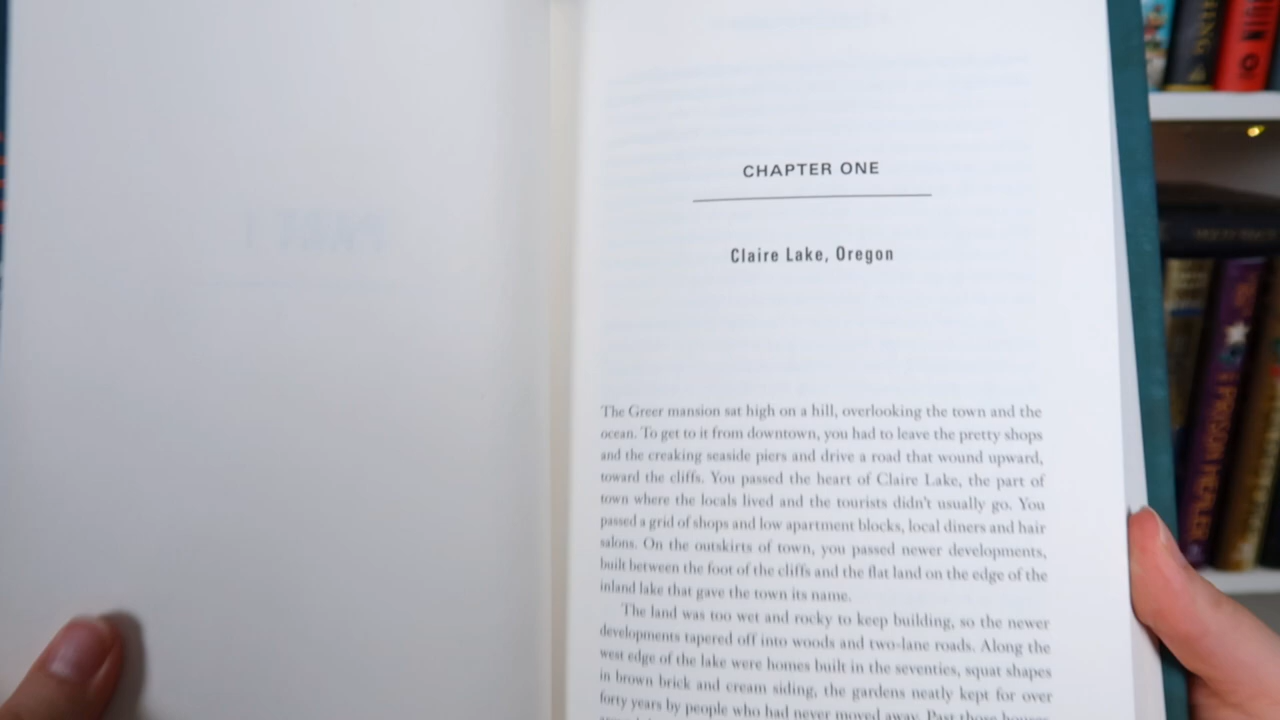 CHAPTER ONE
Claire Lake, Oregon
The Greer mansion sat high on a hill, overlooking the town and the
ocean. To get to it from downtown, you had to leave the pretty shops
and the creaking seaside piers and drive a road that wound upward,
toward the cliffs. You passed the heart of Claire Lake, the part of
town where the locals lived and the tourists didn't usually go. You
passed a grid of shops and low apartment blocks, local diners and hair
salons. On the outskirts of town, you passed newer developments,
built between the foot of the cliffs and the flat land on the edge of the
inland lake that gave the town its name.
The land was too wet and rocky to keep building, so the newer
developments tapered off into woods and two-lane roads. Along the
west edge of the lake were homes built in the seventies, squat shapes
in brown brick and cream siding, the gardens neatly kept for over
forty years by people who had never moved away. Past those houses
PRISON HEALER